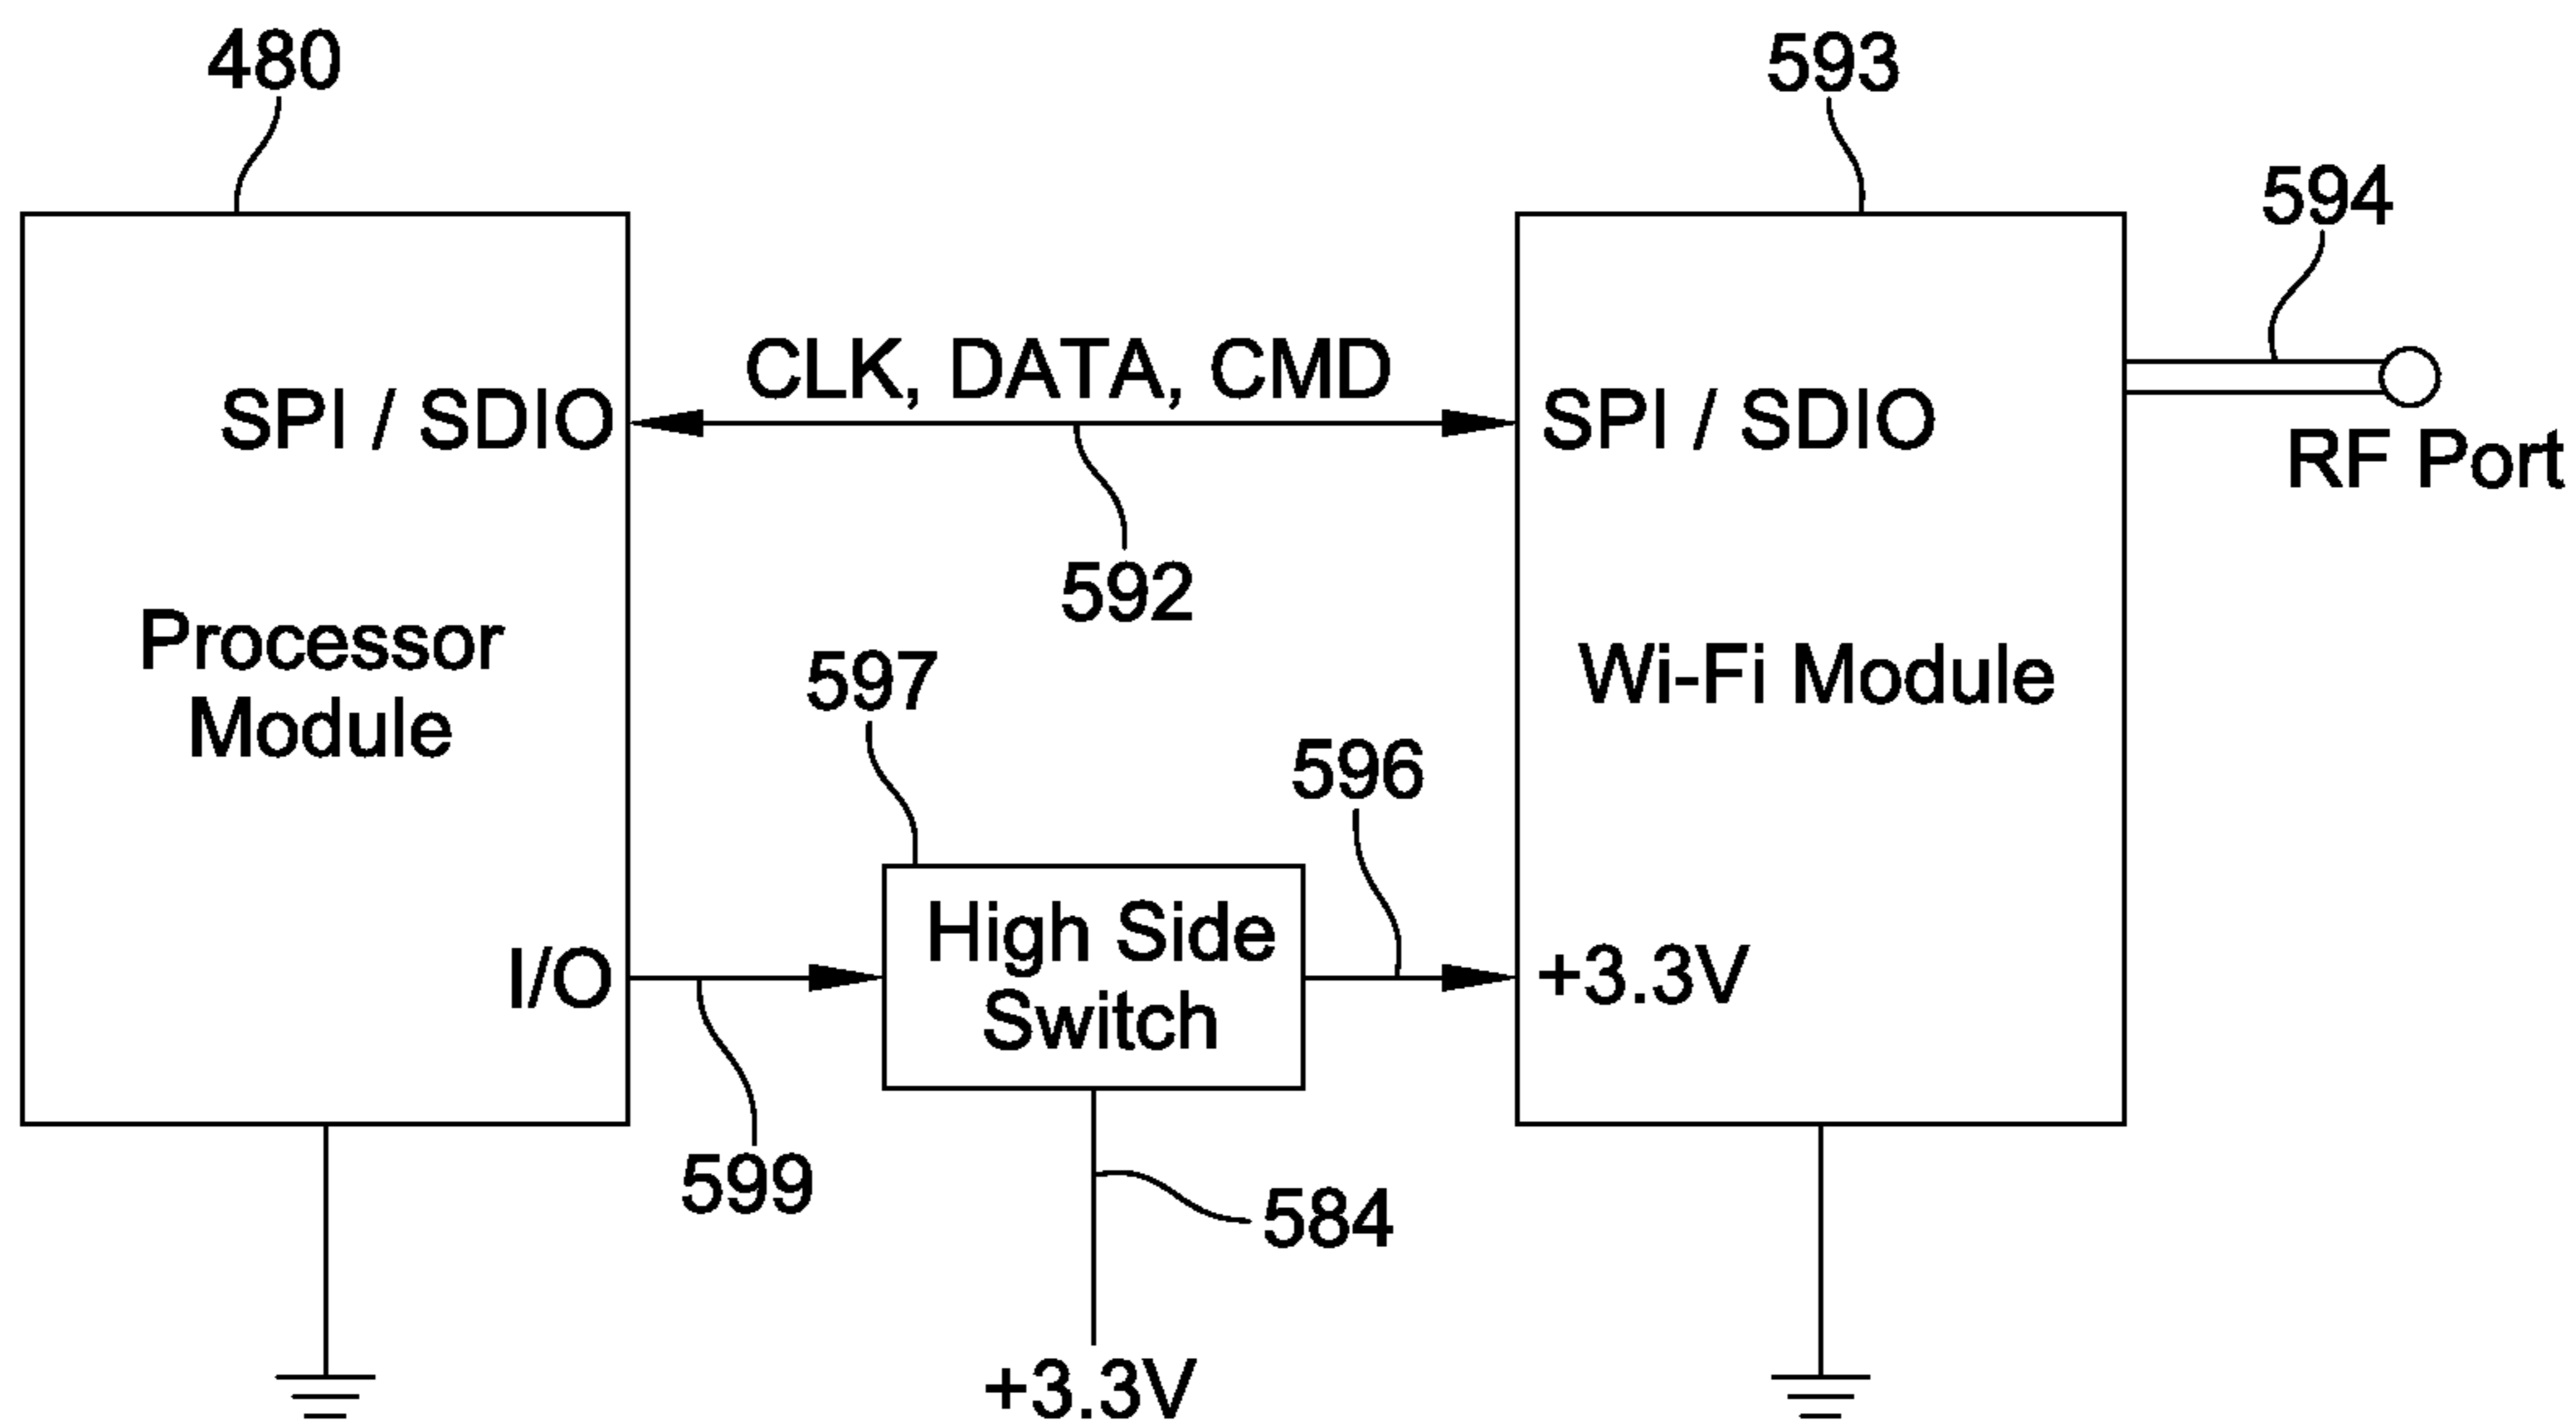 480
593
594
CLK, DATA, CMD
SPI / SDIO
SPI / SDIO
RF Port
592
Processor
Module
597
Wi-Fi Module
596
High Side
Switch
I/O
+3.3V
599
584
+3.3V